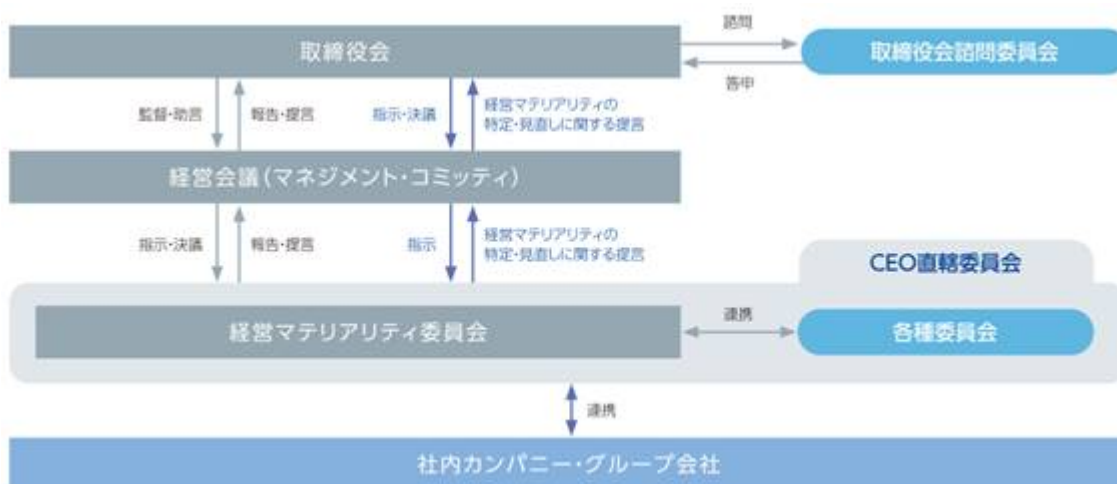 諮問
取締役会
取締役会諮問委員会
答申
監督・助言
報告・提言
指示・決議
経営マテリアリティの
特定・見直しに関する提言
経営会議（マネジメント・コミッティ）
指示・決議
報告・提言
指示
経営マテリアリティの
特定・見直しに関する提言
CEO直轄委員会
経営マテリアリティ委員会
連携
各種委員会
連携
社内カンパニー・グループ会社